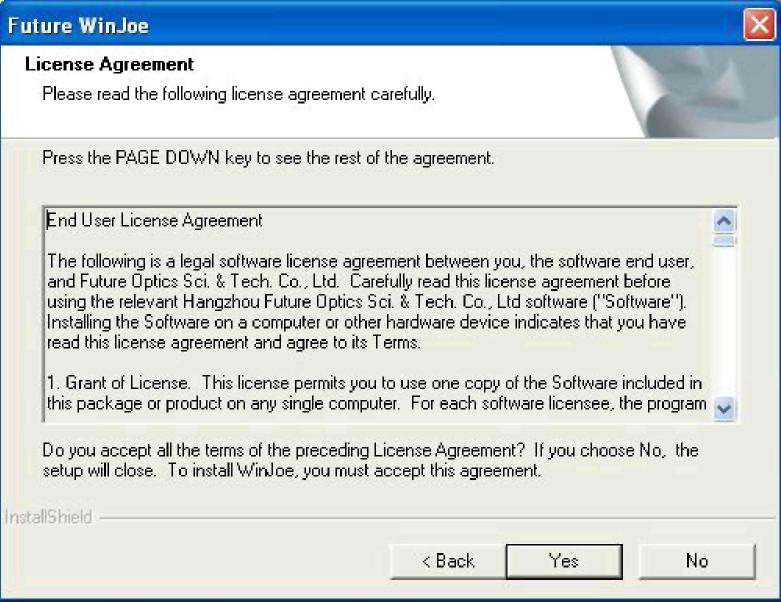 Future WinJoe
License Agreement
Please read the following license agreement carefully.
Press the PAGE DOWN key to see the rest of the agreement.
End User License Agreement
The following is a legal software license agreement between you, the software end user,
and Future Optics Sci. & Tech. Co., Ltd.  Carefully read this license agreement before
using the relevant Hangzhou Future Optics Sci. & Tech. Co., Ltd software ("Software").
Installing the Software on a computer or other hardware device indicates that you have
read this license agreement and agree to its Terms.
1. Grant of License.  This license permits you to use one copy of the Software included in
this package or product on any single computer.  For each software licensee, the program
Do you accept all the terms of the preceding License Agreement?  If you choose No,  the
setup will close.  To install WinJoe, you must accept this agreement.
InstallShield
< Back
Yes
No